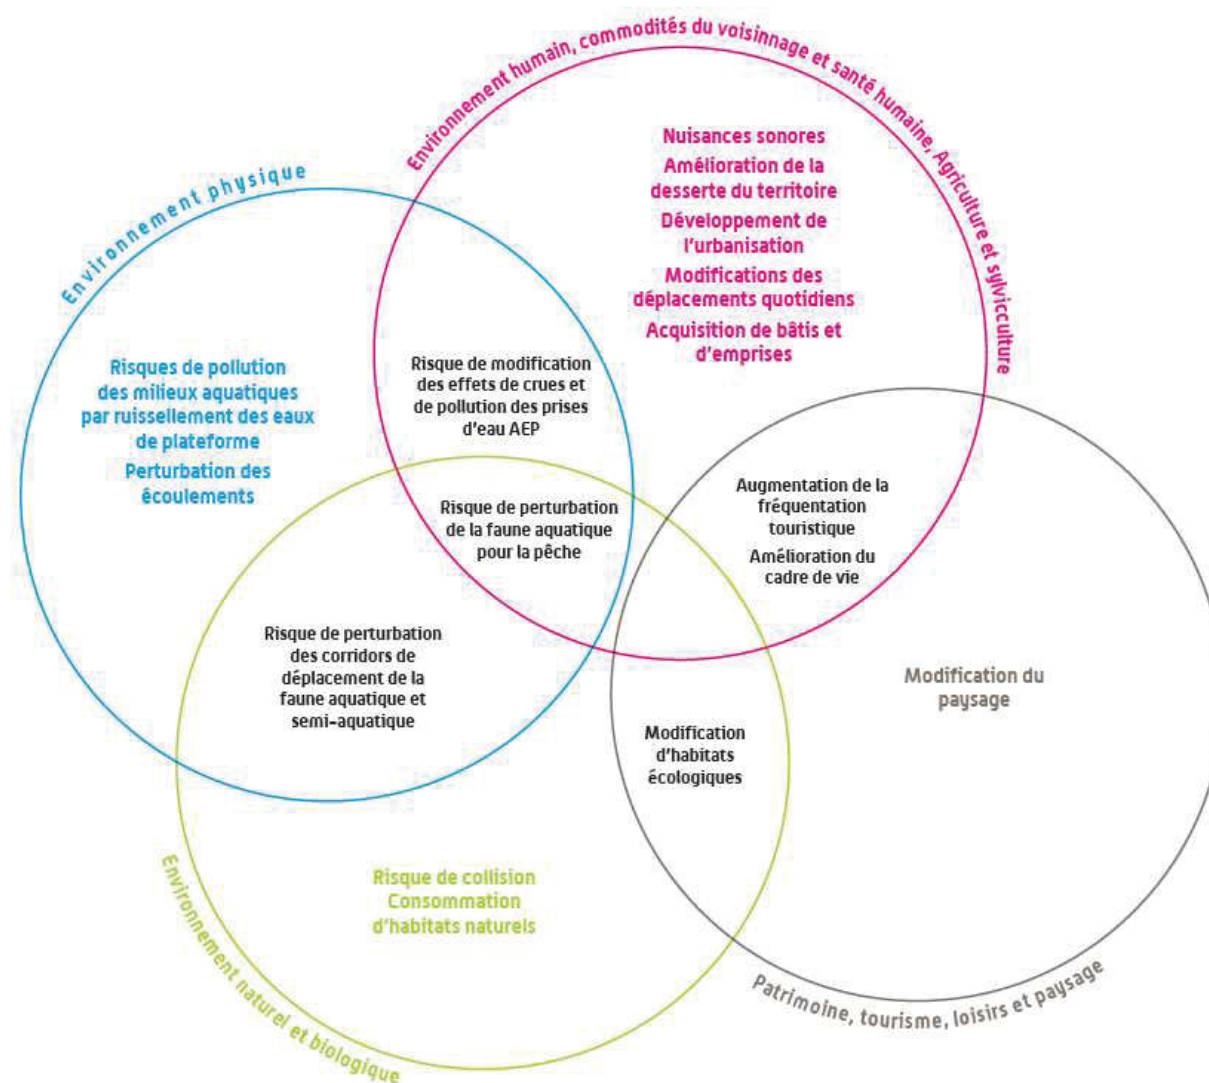 Environnement humain, commodités du voisinnage et santé humaine, Agriculture et sylvicculture
Nuisances sonores
Amélioration de la
desserte du territoire
Développement de
l'urbanisation
Modifications des
déplacements quotidiens
Acquisition de bâtis et
d'emprises
Environnement physique
Risques de pollution
des milieux aquatiques
par ruissellement des eaux
de plateforme
Perturbation des
écoulements
Risque de modification
des effets de crues et
de pollution des prises
d'eau AEP
Risque de perturbation
de la faune aquatique
pour la pêche
Augmentation de la
fréquentation
touristique
Amélioration du
cadre de vie
Risque de perturbation
des corridors de
déplacement de la
faune aquatique et
semi-aquatique
Modification du
paysage
Modification
d'habitats
écologiques
Risque de collision
Consommation
d'habitats naturels
Environnement naturel et biologique
Patrimoine, tourisme, loisirs et paysage